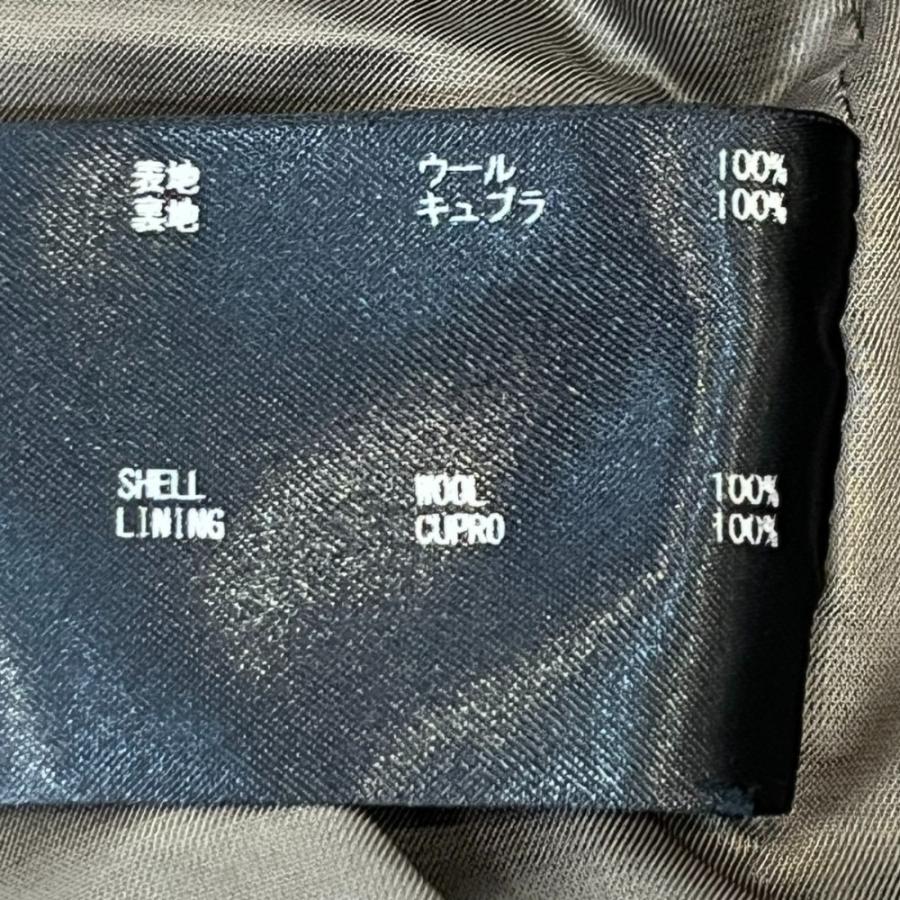 表地 ウール 100%
裏地 キュプラ 100%
SHELL WOOL 100%
LINING CUPRO 100%